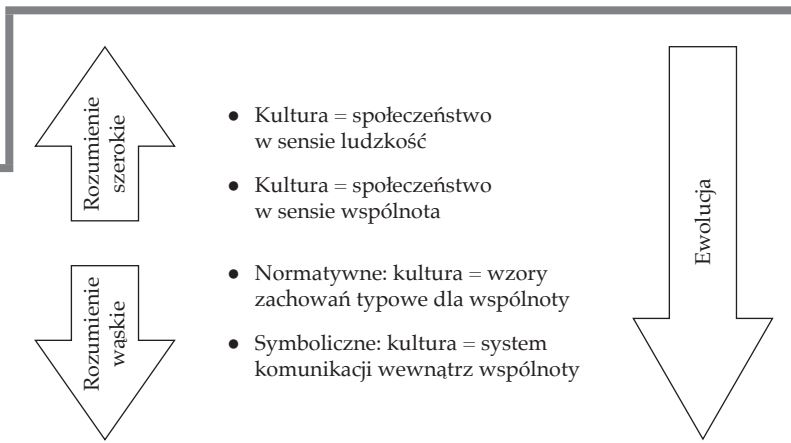 Rozumienie
szerokie
● Kultura = społeczeństwo
w sensie ludzkość
● Kultura = społeczeństwo
w sensie wspólnota
Rozumienie
wąskie
● Normatywne: kultura = wzory
zachowań typowe dla wspólnoty
● Symboliczne: kultura = system
komunikacji wewnątrz wspólnoty
Ewolucja